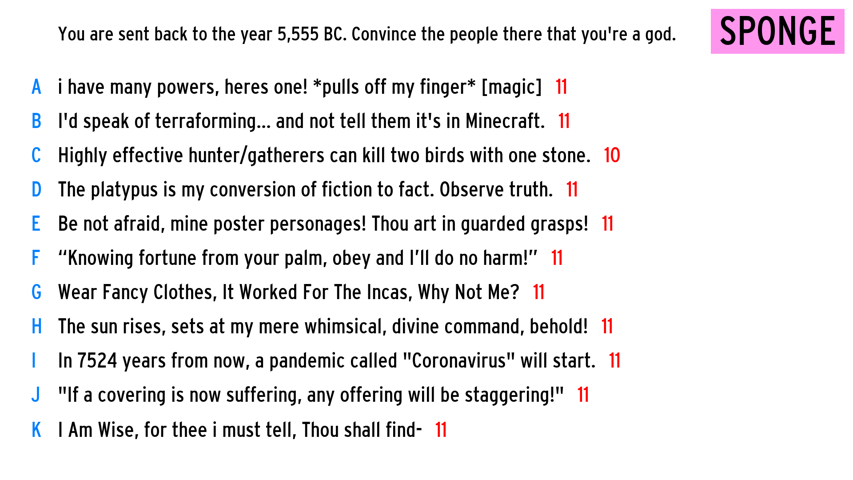 You are sent back to the year 5,555 BC. Convince the people there that you're a god.
SPONGE
A i have many powers, heres one! *pulls off my finger* [magic] 11
B I'd speak of terraforming... and not tell them it's in Minecraft. 11
C Highly effective hunter/gatherers can kill two birds with one stone. 10
D The platypus is my conversion of fiction to fact. Observe truth. 11
E Be not afraid, mine poster personages! Thou art in guarded grasps! 11
F “Knowing fortune from your palm, obey and I’ll do no harm!” 11
G Wear Fancy Clothes, It Worked For The Incas, Why Not Me? 11
H The sun rises, sets at my mere whimsical, divine command, behold! 11
I In 7524 years from now, a pandemic called "Coronavirus" will start. 11
J "If a covering is now suffering, any offering will be staggering!" 11
K I Am Wise, for thee i must tell, Thou shall find- 11